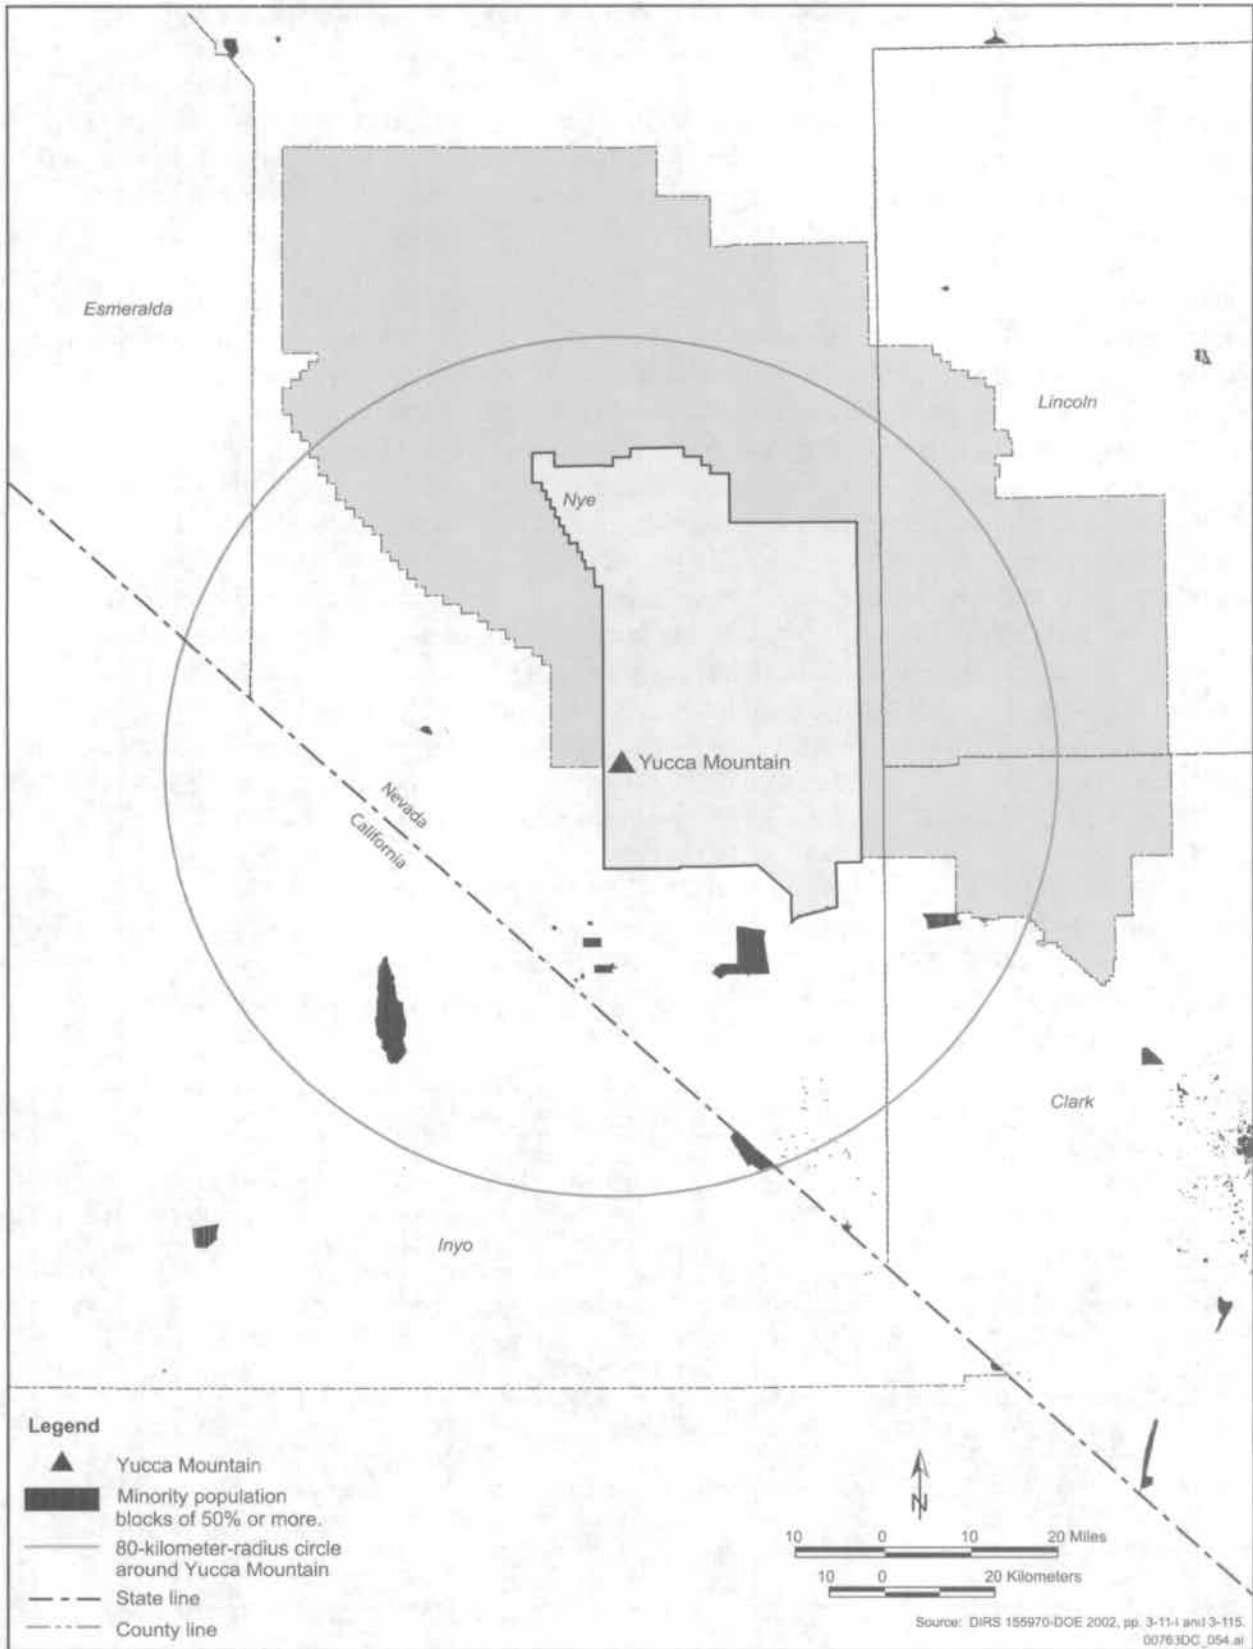 Esmeralda
Lincoln
Nye
Yucca Mountain
Nevada
California
Clark
Inyo
Legend
Yucca Mountain
Minority population
blocks of 50% or more.
80-kilometer-radius circle
around Yucca Mountain
State line
County line
N
10 0 10 20 Miles
10 0 20 Kilometers
Source: DIRS 155970-DOE 2002, pp. 3-11-I and 3-115.
00763DC_054.ai